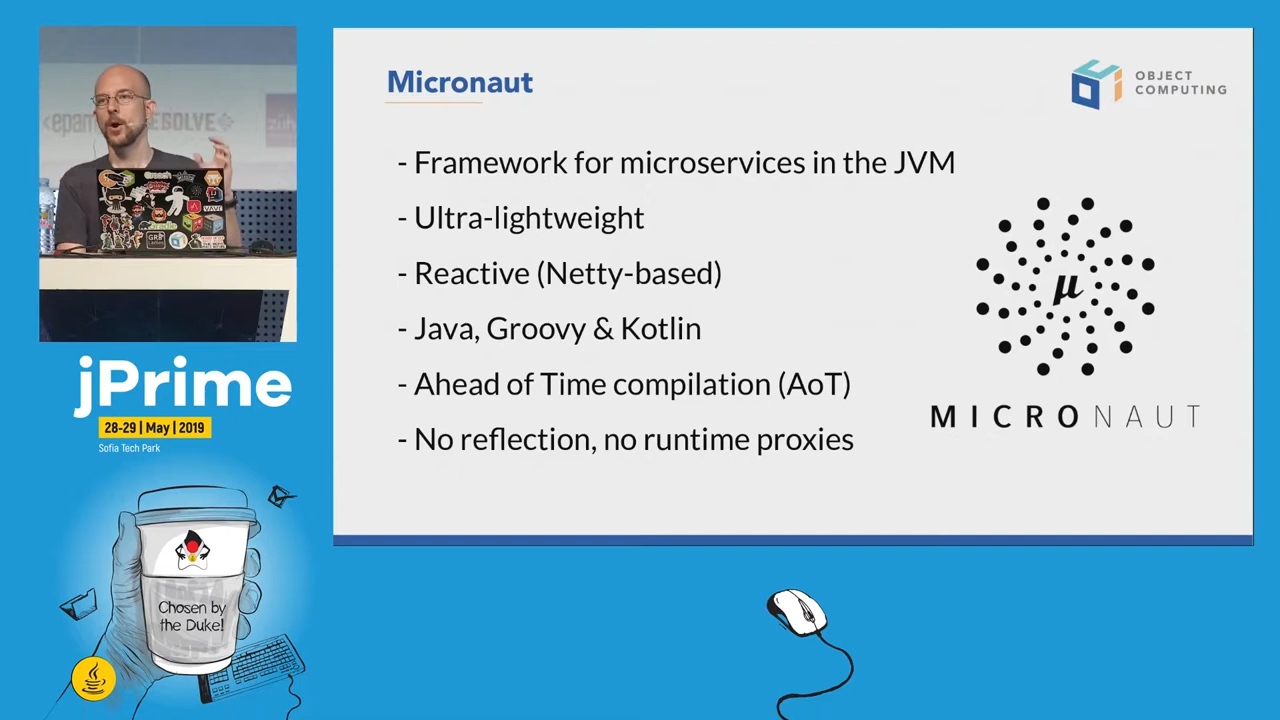 Micronaut
OBJECT
COMPUTING
- Framework for microservices in the JVM
- Ultra-lightweight
- Reactive (Netty-based)
- Java, Groovy & Kotlin
- Ahead of Time compilation (AoT)
- No reflection, no runtime proxies
µ
MICRONAUT
epam
jPrime
28-29 | May | 2019
Sofia Tech Park
Chosen by
the Duke!